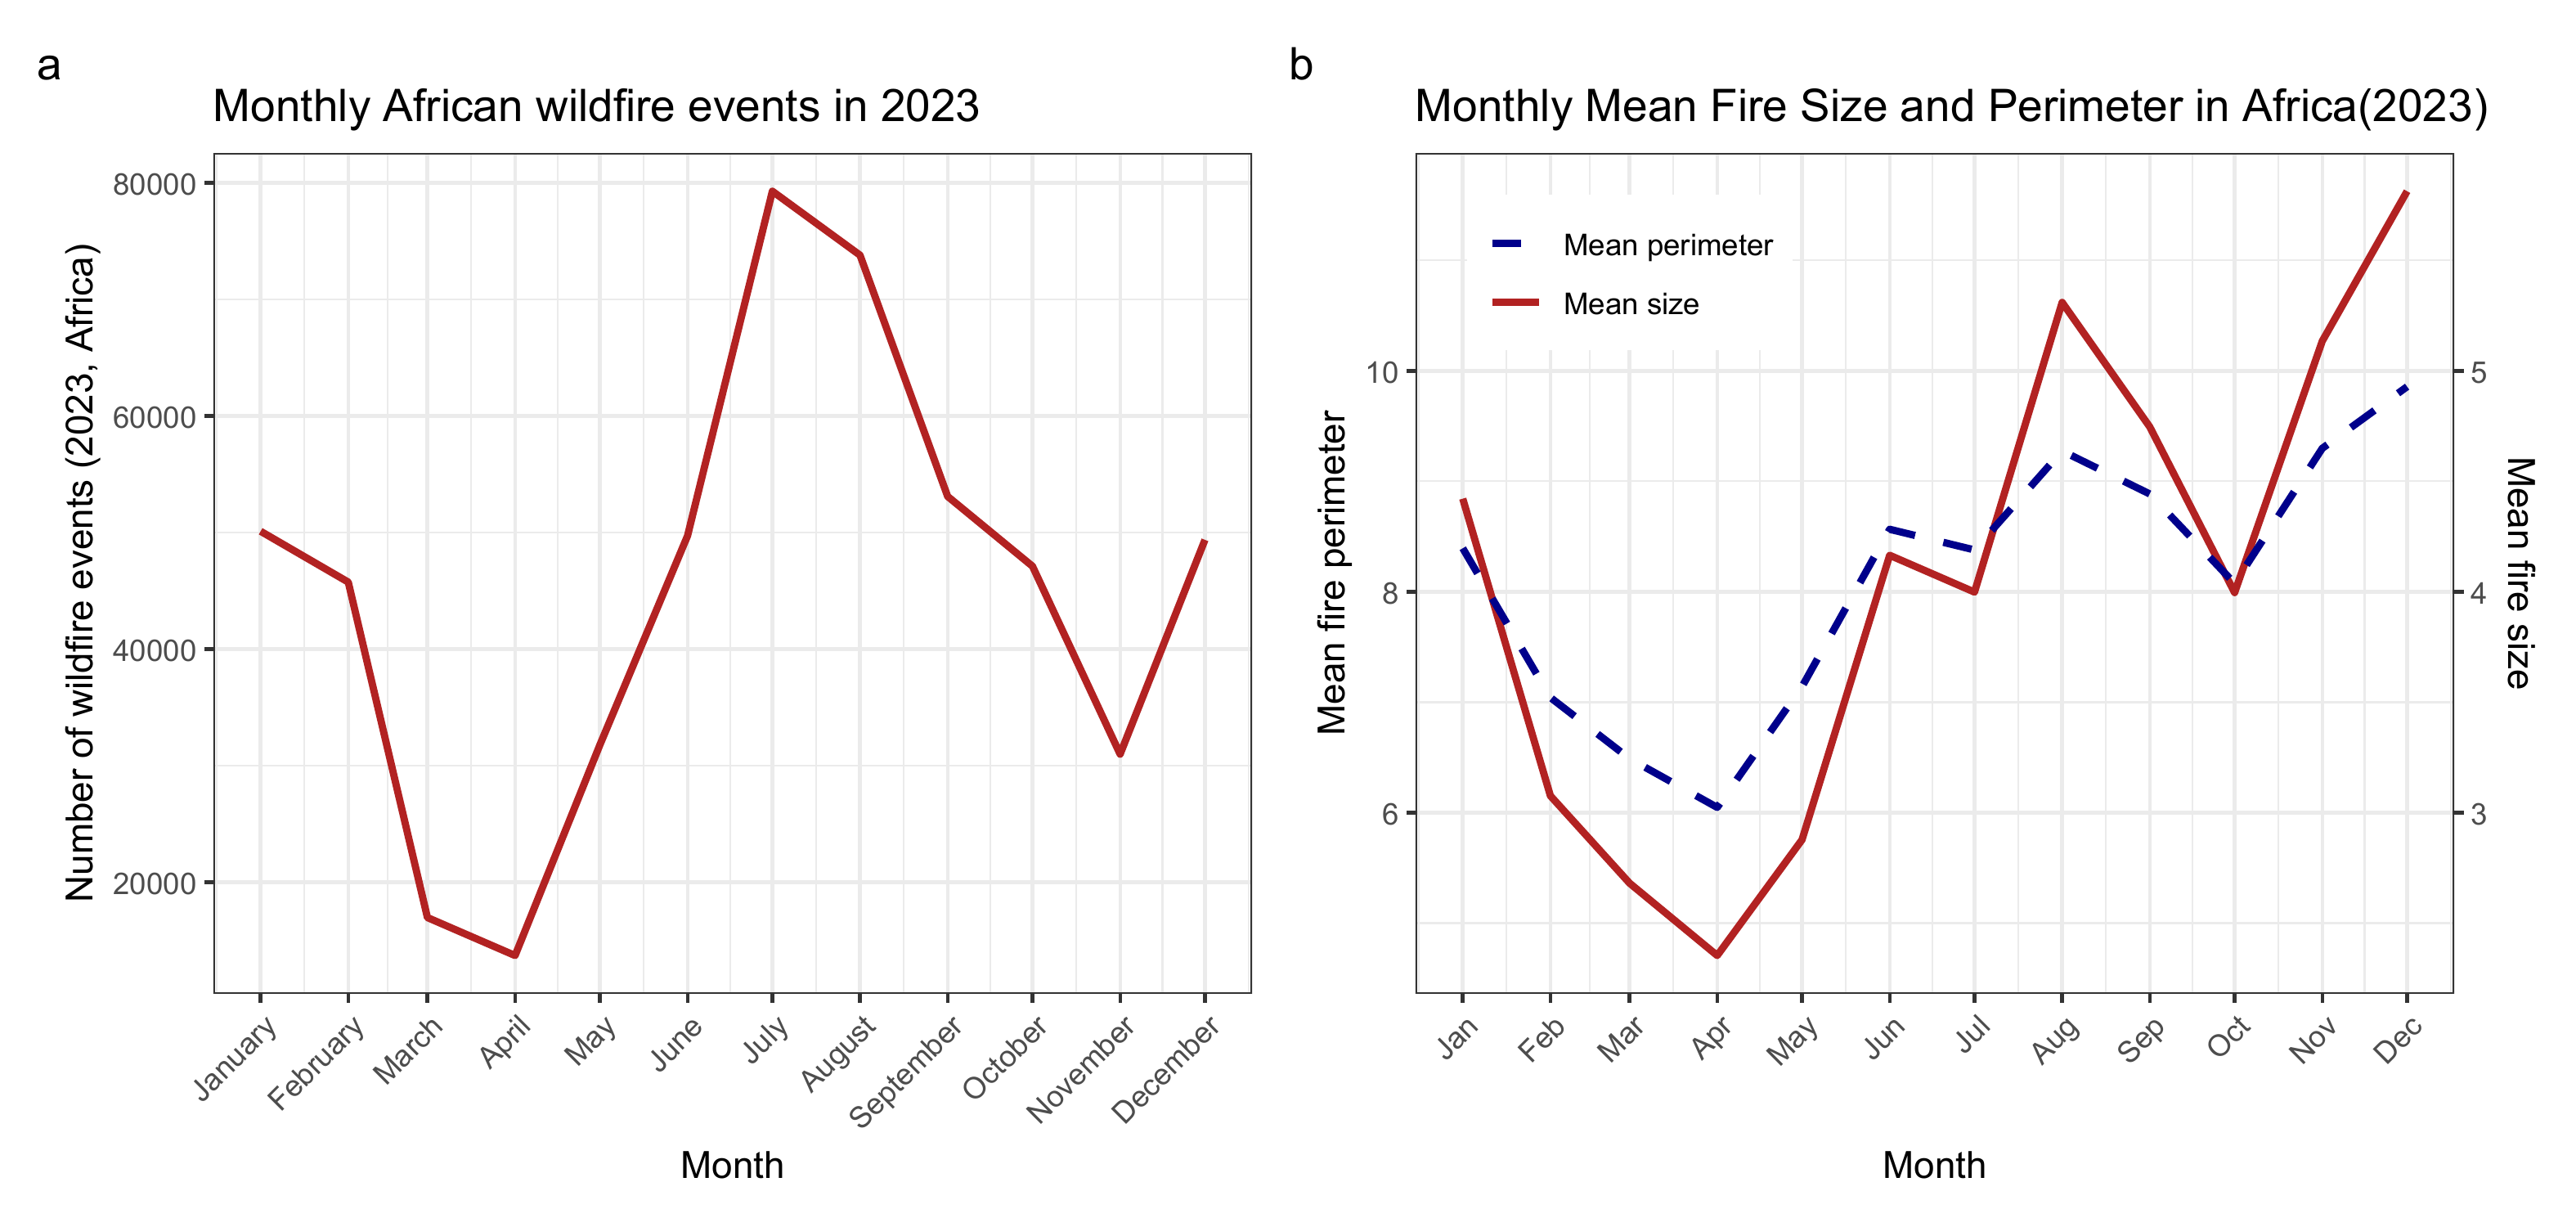 a
Monthly African wildfire events in 2023
Number of wildfire events (2023, Africa)
80000
60000
40000
20000
January
February
March
April
May
June
July
August
September
October
November
December
Month
b
Monthly Mean Fire Size and Perimeter in Africa(2023)
Mean perimeter
Mean size
Mean fire perimeter
10
8
6
5
4
3
Mean fire size
Jan
Feb
Mar
Apr
May
Jun
Jul
Aug
Sep
Oct
Nov
Dec
Month